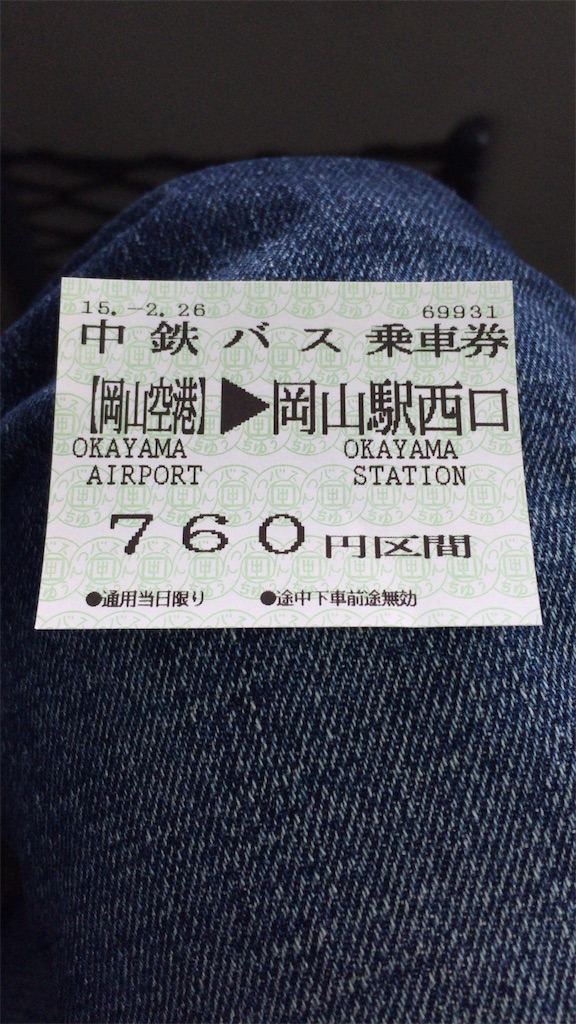 15.-2.26 69931
中鉄バス乗車券
【岡山空港】▶岡山駅西口
OKAYAMA OKAYAMA
AIRPORT STATION
760円区間
●通用当日限り ●途中下車前途無効